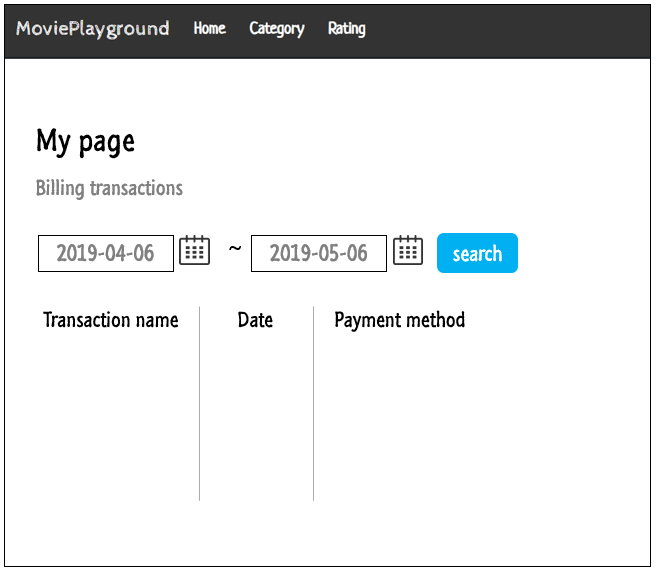 MoviePlayground Home Category Rating
My page
Billing transactions
2019-04-06 ~ 2019-05-06 search
Transaction name Date Payment method